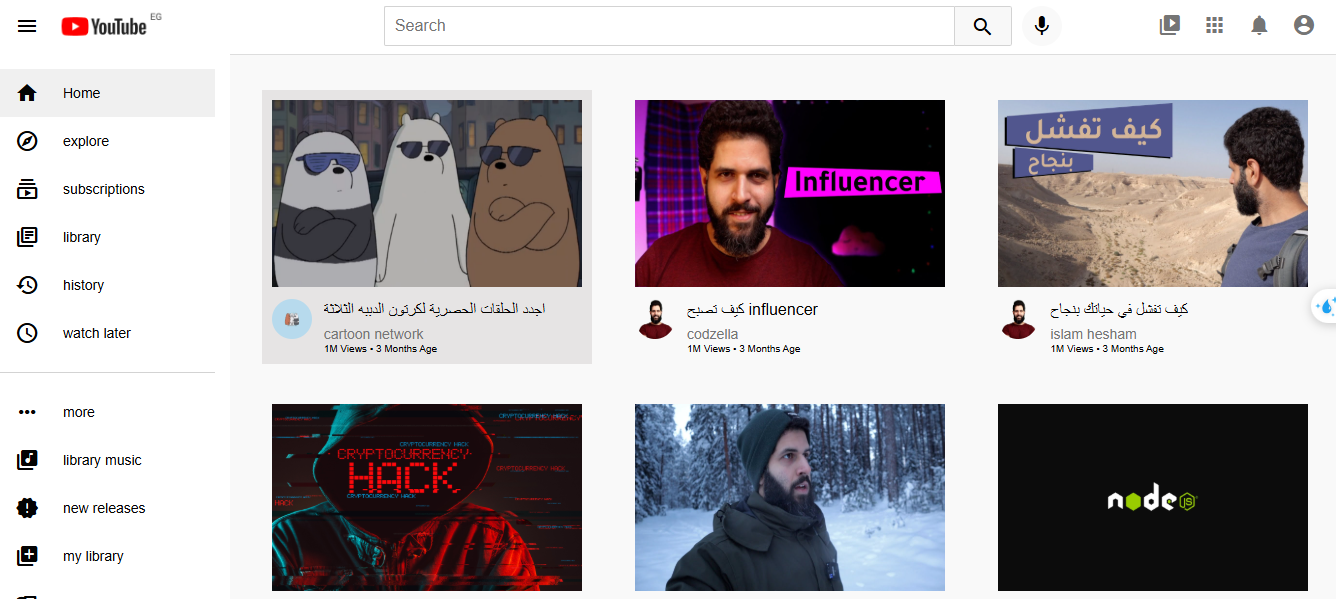 YouTube EG
Search
Home
explore
subscriptions
library
history
watch later
more
library music
new releases
my library
اجدد الحلقات الحصرية لكرتون الدببه الثلاثة
cartoon network
1M Views • 3 Months Age
Influencer
كيف تصبح influencer
codzella
1M Views • 3 Months Age
كيف تفشل
بنجاح
كيف تفشل في حياتك بنجاح
islam hesham
1M Views • 3 Months Age
CRYPTOCURRENCY HACK
CRYPTOCURRENCY HACK
CRYPTOCURRENCY
CRYPTOCURRENCY HACK
HACK
CRYPTOCURRENCY HACK
HACK
node
JS